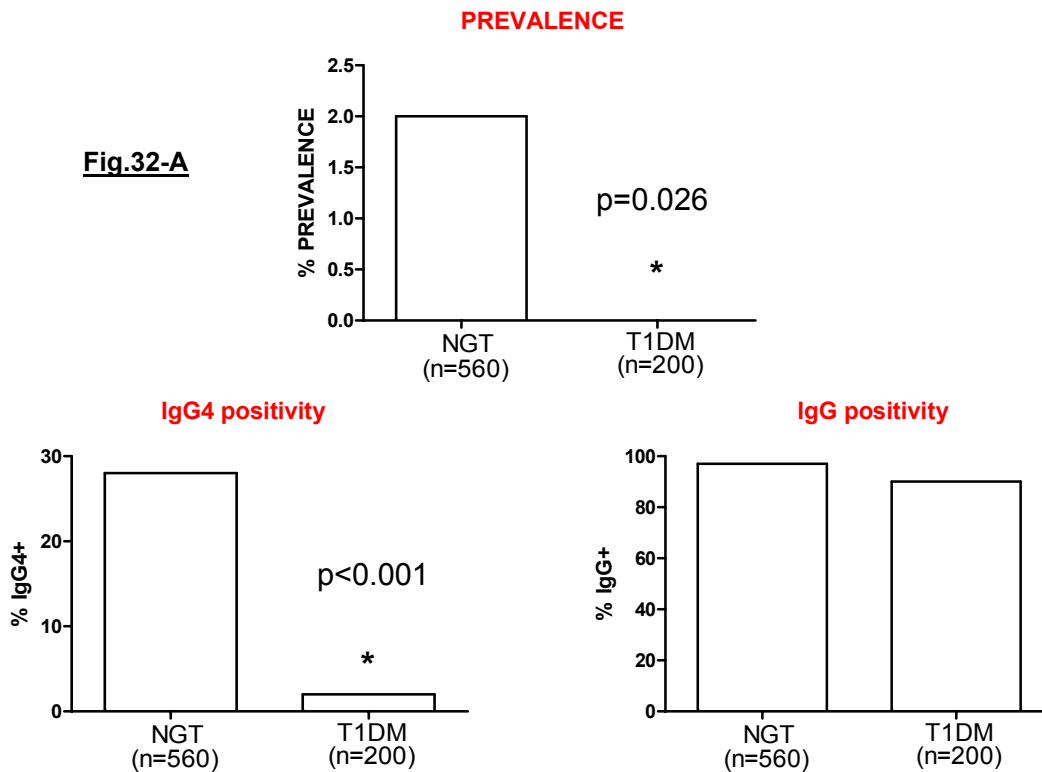 PREVALENCE
Fig.32-A
% PREVALENCE
2.5
2.0
1.5
1.0
0.5
0.0
p=0.026
*
NGT
(n=560)
T1DM
(n=200)
IgG4 positivity
% IgG4+
30
20
10
0
p<0.001
*
NGT
(n=560)
T1DM
(n=200)
IgG positivity
% IgG+
100
80
60
40
20
0
NGT
(n=560)
T1DM
(n=200)